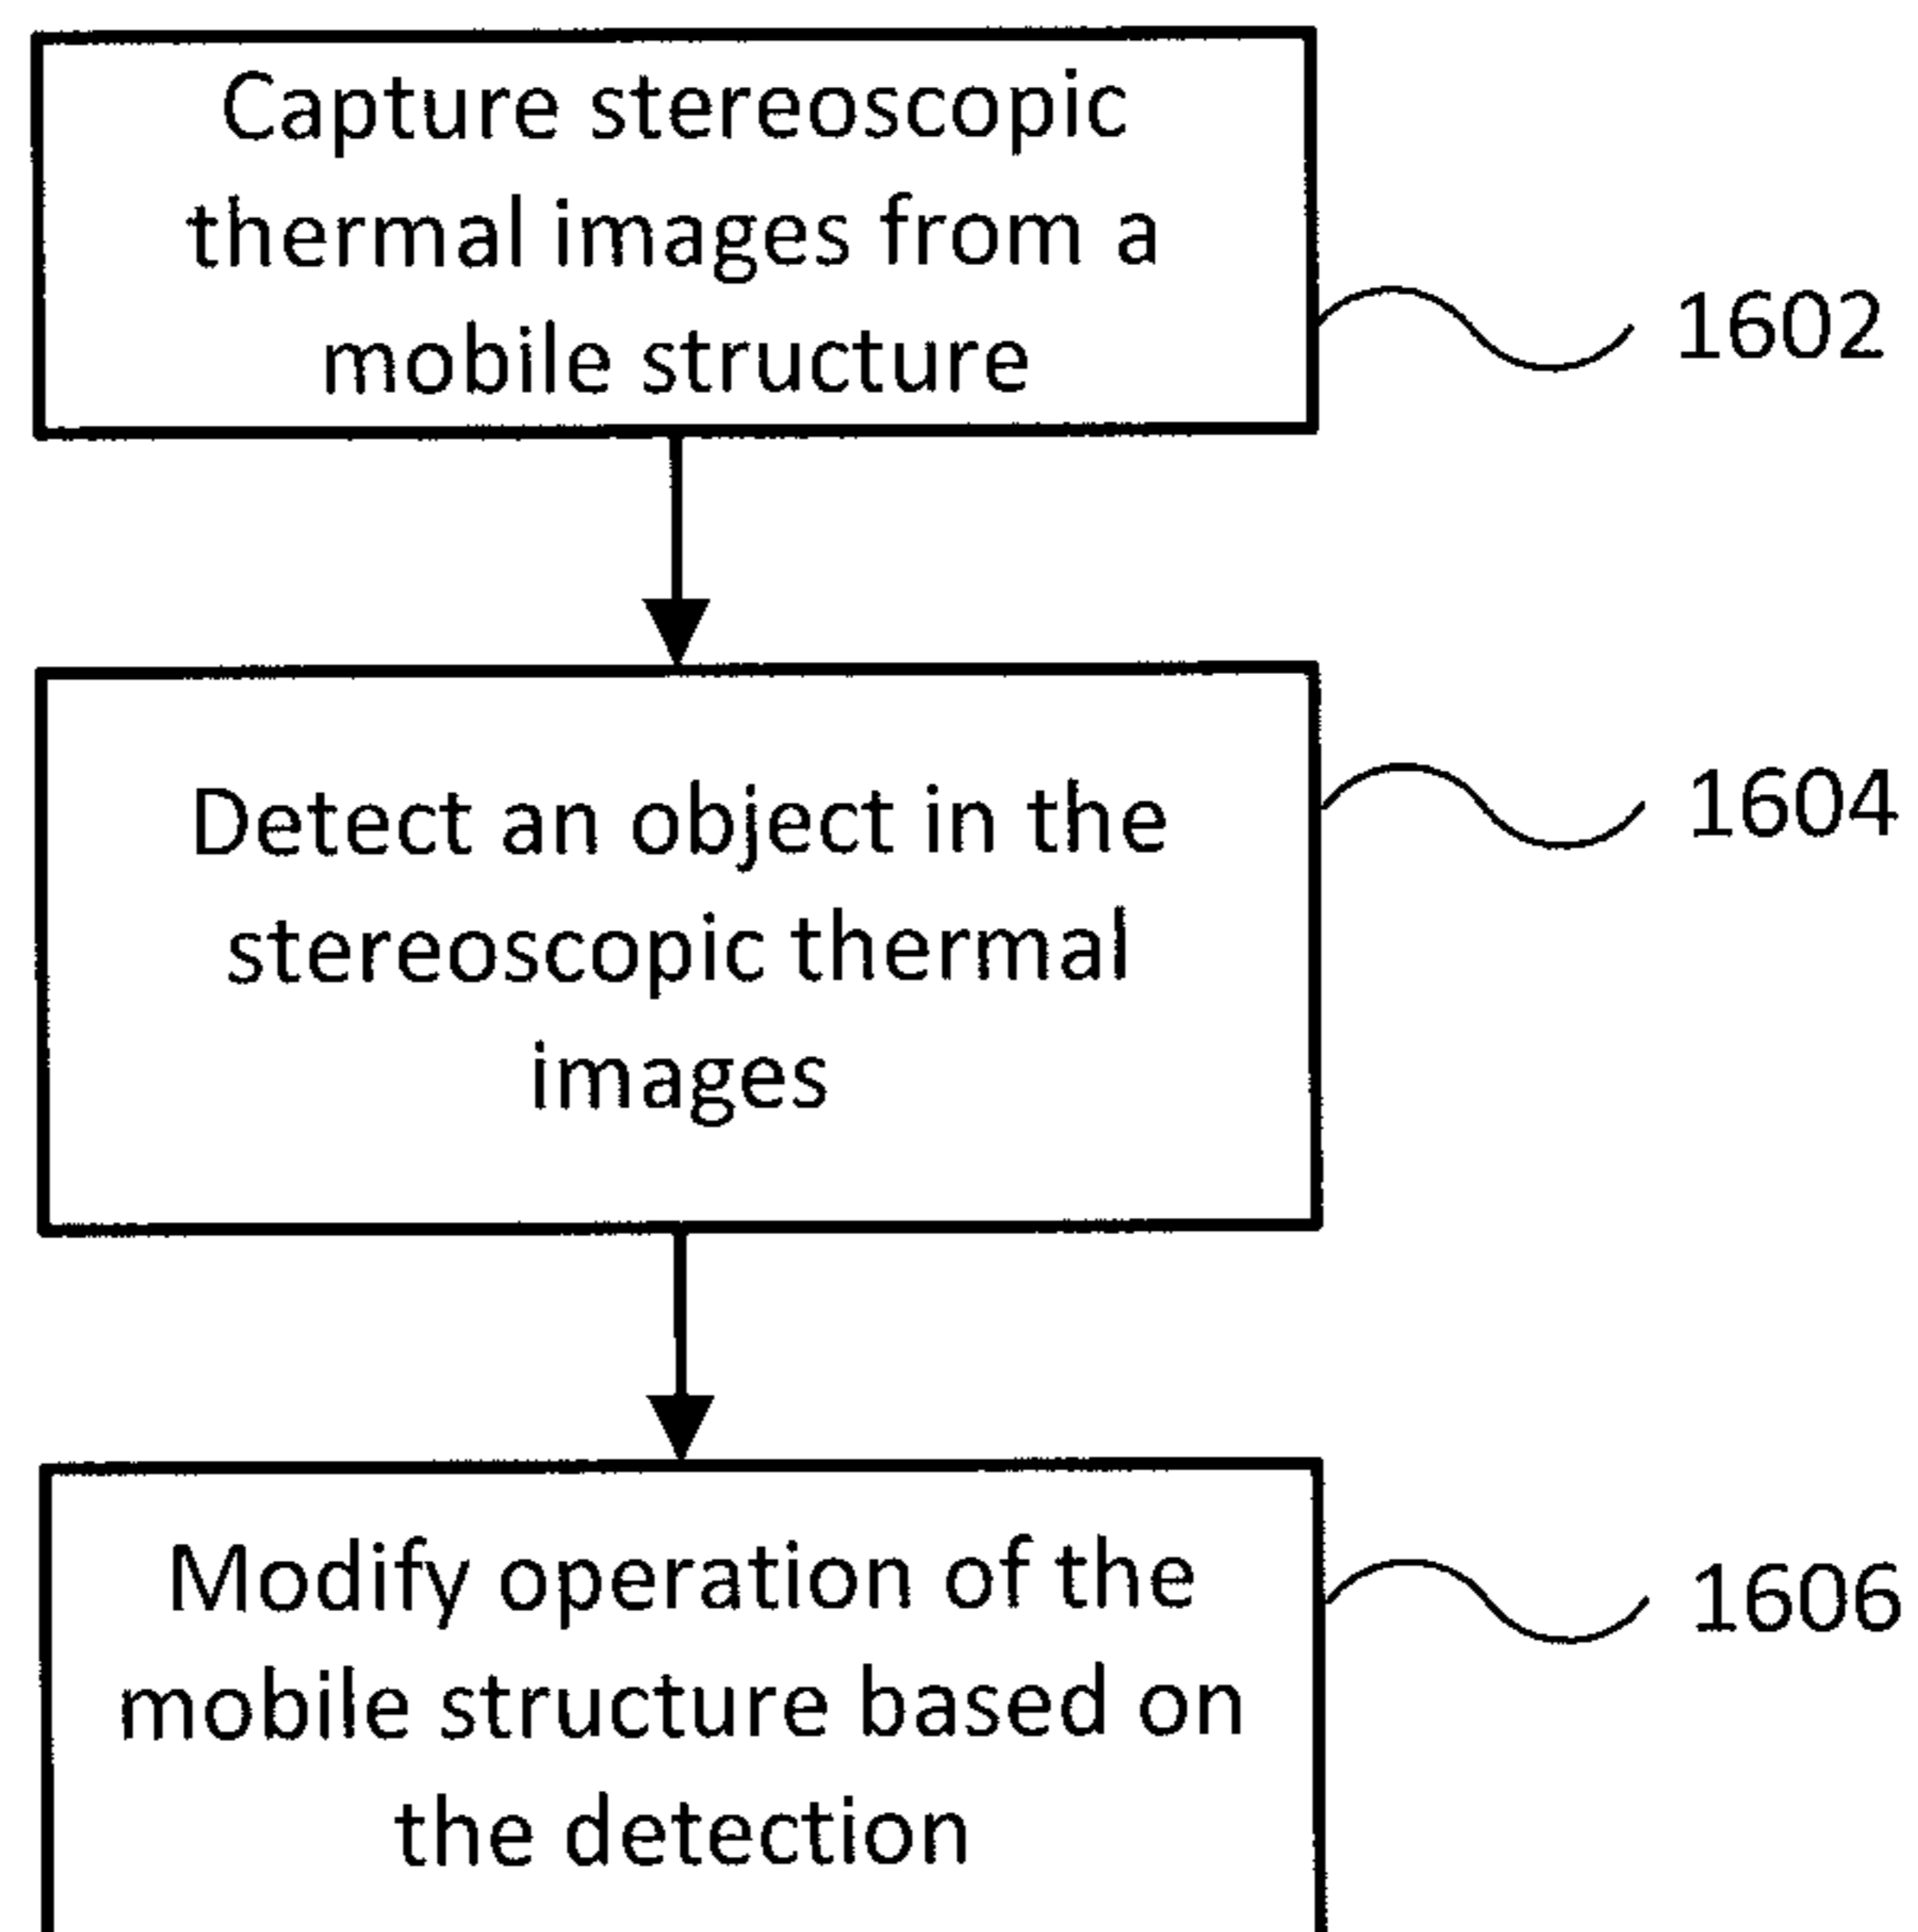 Capture stereoscopic
thermal images from a
mobile structure
1602
Detect an object in the
stereoscopic thermal
images
1604
Modify operation of the
mobile structure based on
the detection
1606